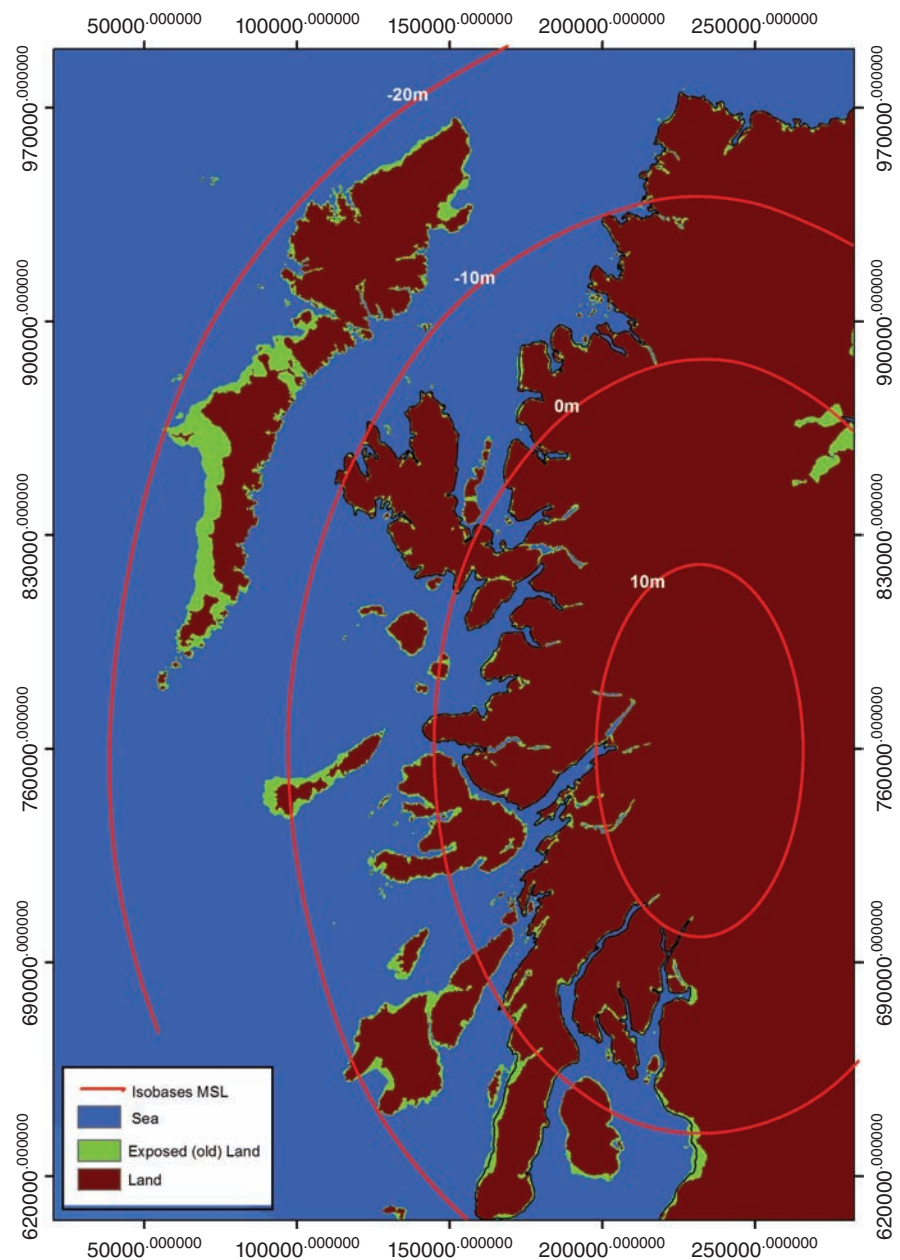 50000.000000 100000.000000 150000.000000 200000.000000 250000.000000
970000.000000 970000.000000
-20m
-10m
900000.000000 900000.000000
0m
830000.000000 830000.000000
10m
760000.000000 760000.000000
690000.000000 690000.000000
Isobases MSL
Sea
Exposed (old) Land
Land
620000.000000 620000.000000
50000.000000 100000.000000 150000.000000 200000.000000 250000.000000